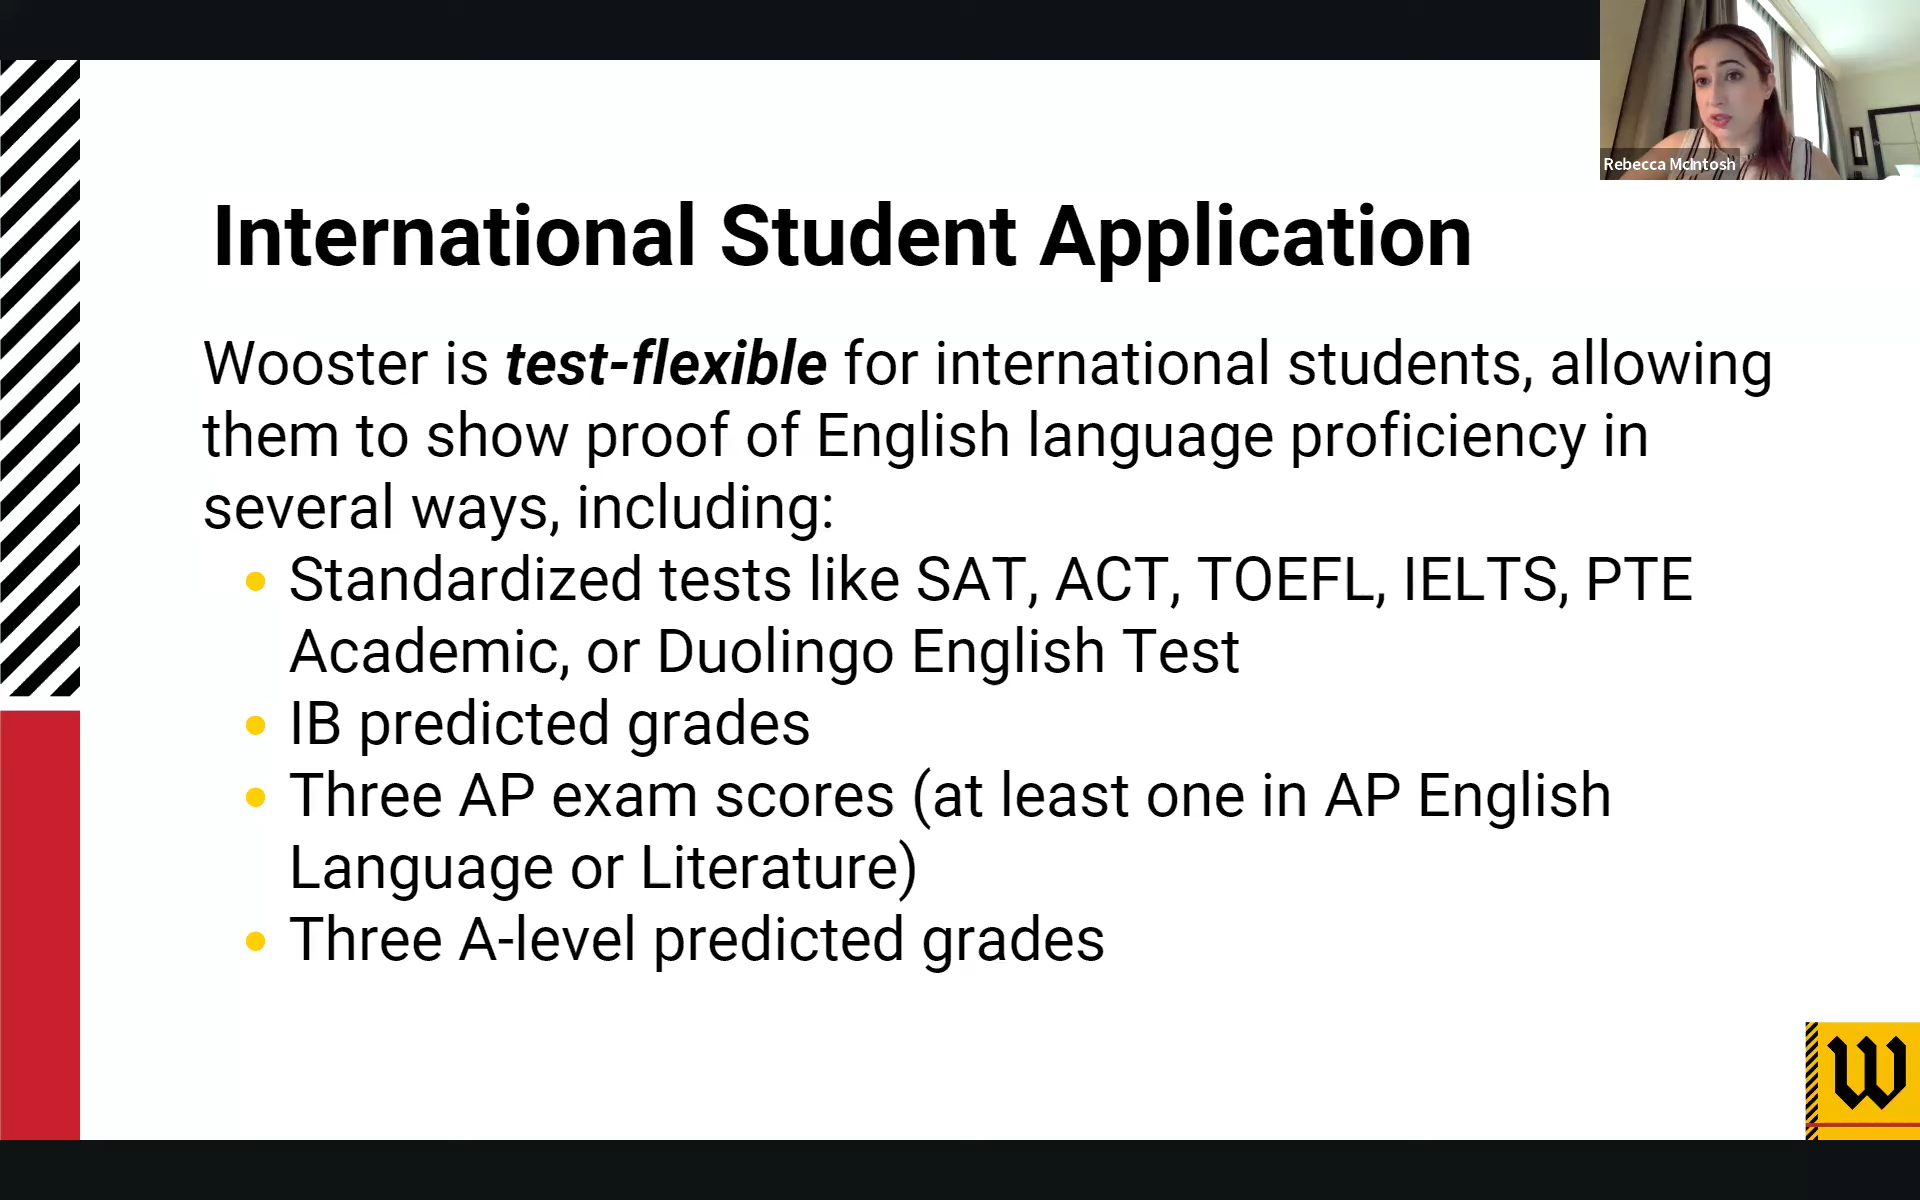 Rebecca McIntosh
International Student Application
Wooster is test-flexible for international students, allowing
them to show proof of English language proficiency in
several ways, including:
• Standardized tests like SAT, ACT, TOEFL, IELTS, PTE
Academic, or Duolingo English Test
• IB predicted grades
• Three AP exam scores (at least one in AP English
Language or Literature)
• Three A-level predicted grades
W